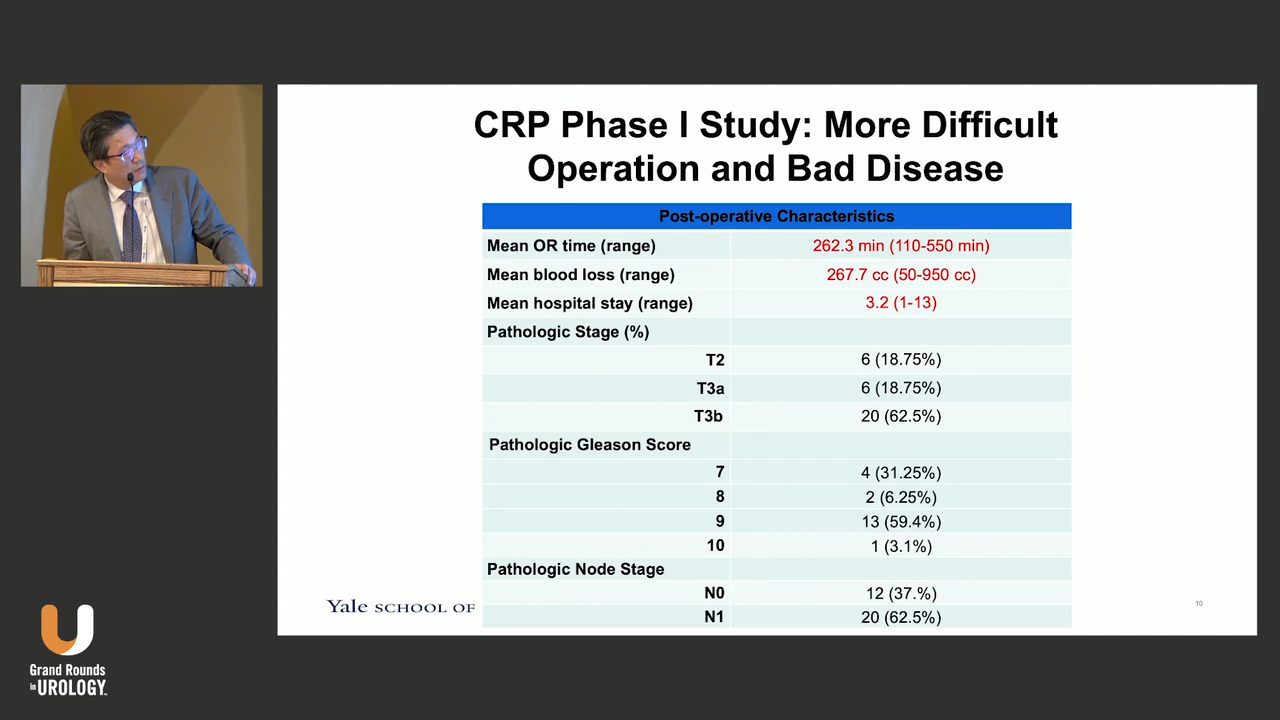 CRP Phase I Study: More Difficult
Operation and Bad Disease
Post-operative Characteristics
Mean OR time (range) 262.3 min (110-550 min)
Mean blood loss (range) 267.7 cc (50-950 cc)
Mean hospital stay (range) 3.2 (1-13)
Pathologic Stage (%)
T2 6 (18.75%)
T3a 6 (18.75%)
T3b 20 (62.5%)
Pathologic Gleason Score
7 4 (31.25%)
8 2 (6.25%)
9 13 (59.4%)
10 1 (3.1%)
Pathologic Node Stage
N0 12 (37.%)
N1 20 (62.5%)
Yale SCHOOL OF
10
Grand Rounds
in UROLOGY